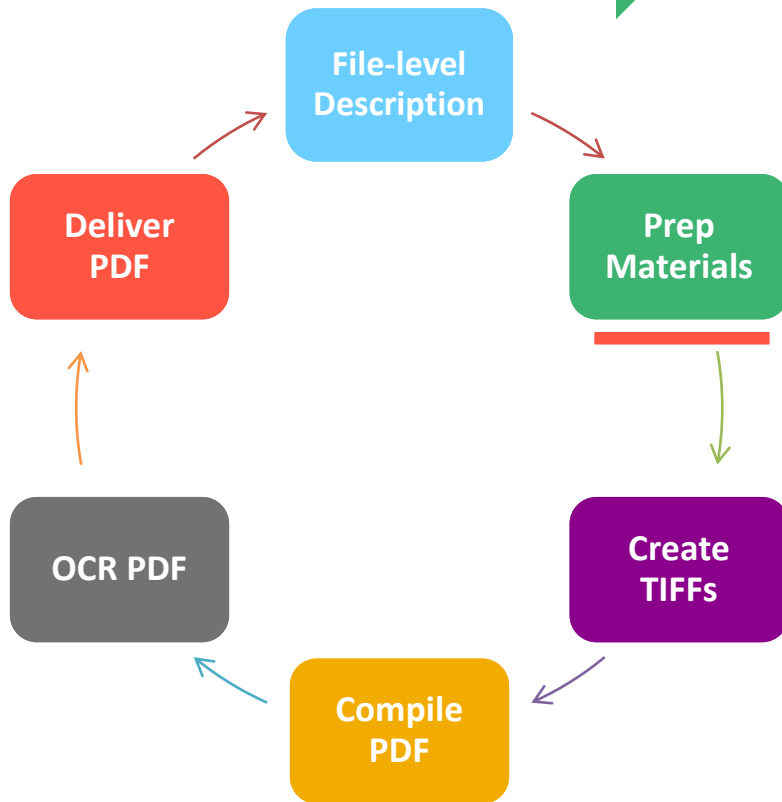 File-level
Description
Prep
Materials
Create
TIFFs
Compile
PDF
OCR PDF
Deliver
PDF